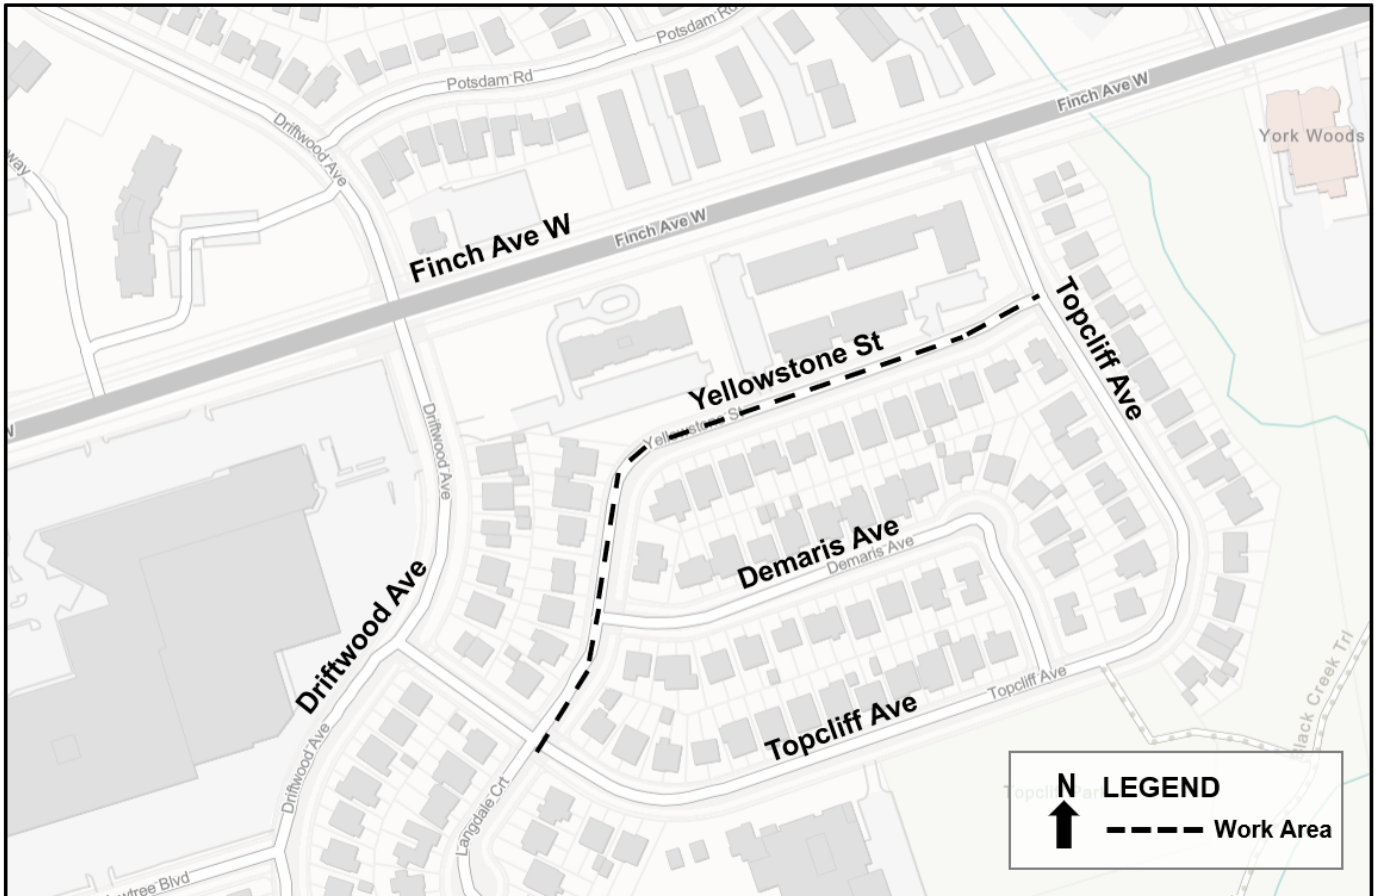 Potsdam Rd
Potsdam Rd
Driftwood Ave
Finch Ave W
York Woods
Finch Ave W
Finch Ave W
Topcliff Ave
Yellowstone St
Yellowstone St
Driftwood Ave
Demaris Ave
Demaris Ave
Driftwood Ave
Topcliff Ave
Topcliff Ave
Black Creek Trl
Driftwood Ave
Langdale Crt
N LEGEND
Work Area
wtree Blvd